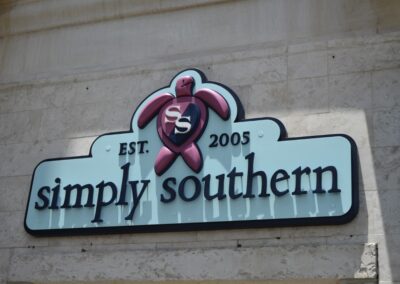 SS
EST. 2005
simply southern